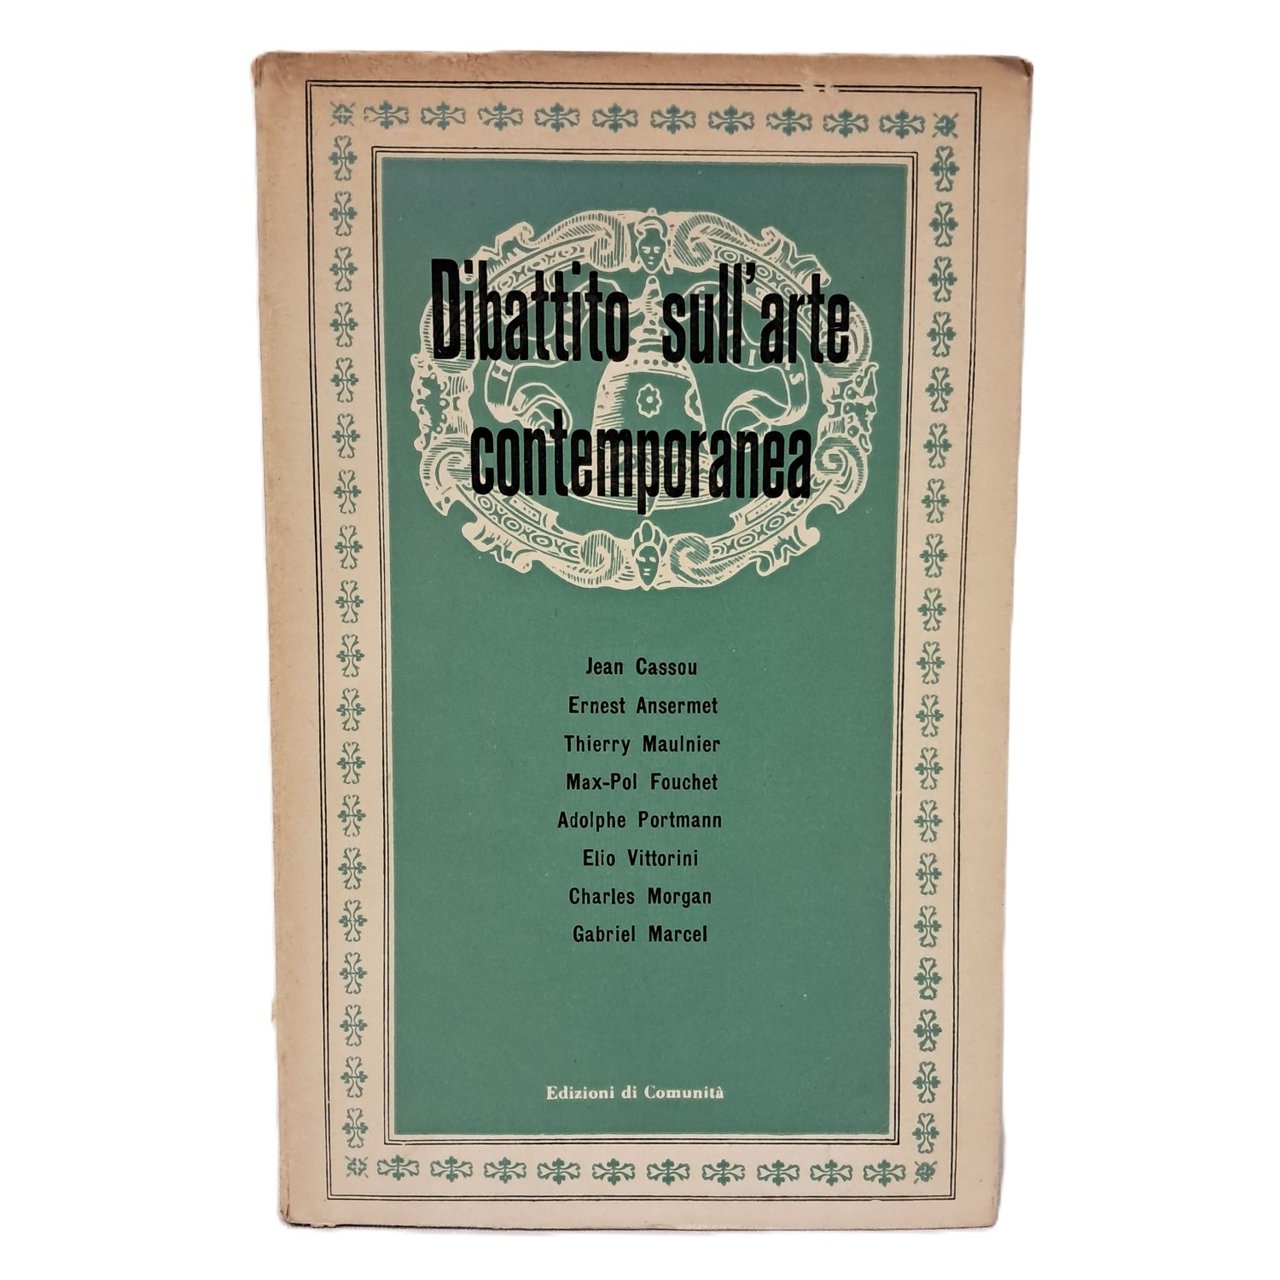 Dibattito sull'arte
contemporanea
Jean Cassou
Ernest Ansermet
Thierry Maulnier
Max-Pol Fouchet
Adolphe Portmann
Elio Vittorini
Charles Morgan
Gabriel Marcel
Edizioni di Comunità